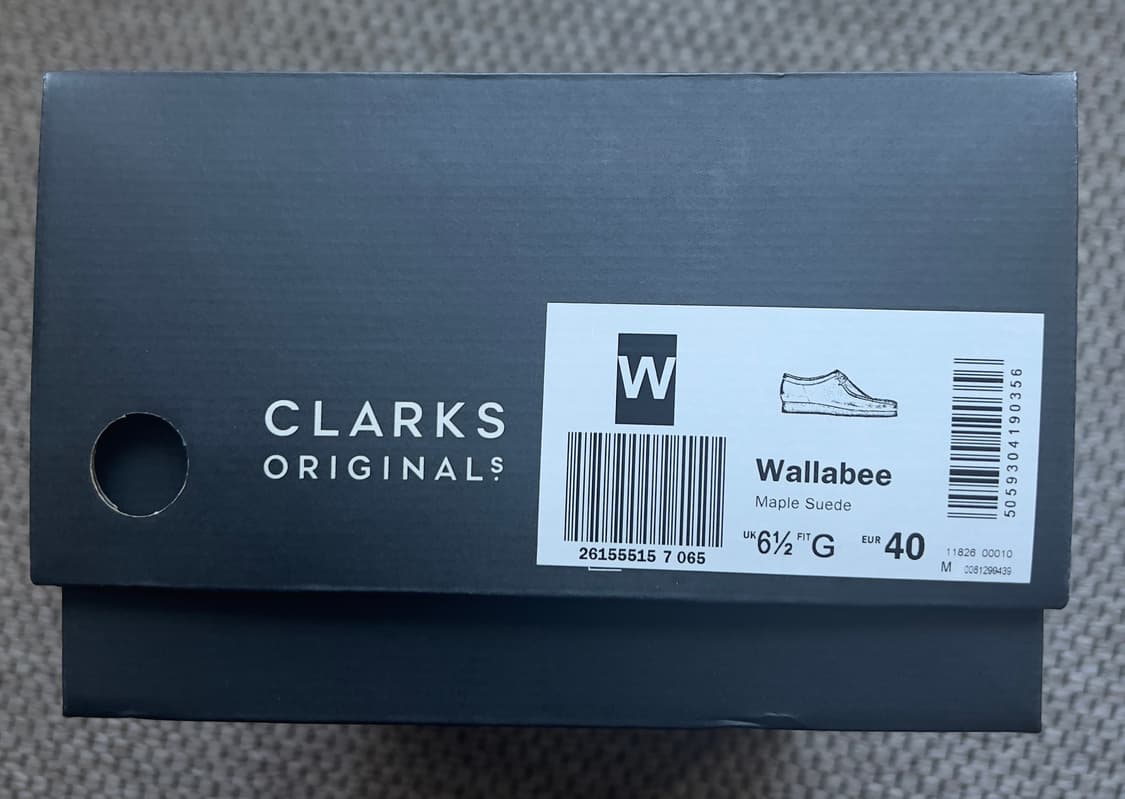 CLARKS
ORIGINALS.
W
26155515 7 065
Wallabee
Maple Suede
UK 6½ FIT G EUR 40
5059304190356
11826 00010
M 0081299439